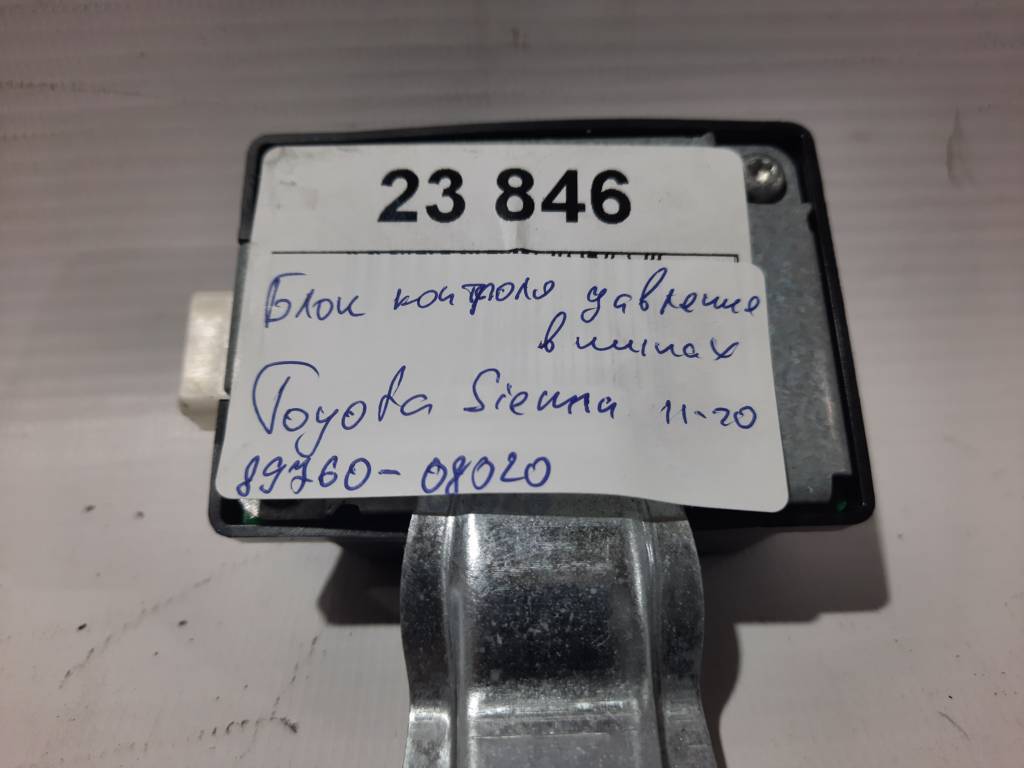 23 846
Блок контроля давления
в шинах
Toyota Sienna 11-20
89760-08020